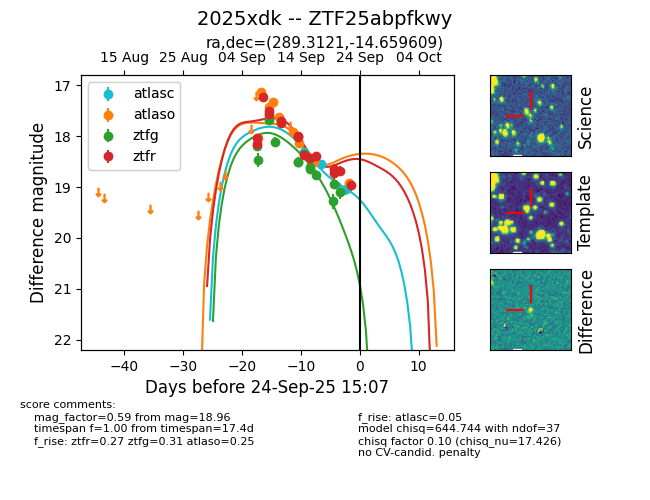 2025xdk -- ZTF25abpfkwy
ra,dec=(289.3121,-14.659609)
15 Aug 25 Aug 04 Sep 14 Sep 24 Sep 04 Oct
atlasc
atlaso
ztfg
ztfr
17
18
19
20
21
22
Difference magnitude
−40 −30 −20 −10 0 10
Days before 24-Sep-25 15:07
Science
Template
Difference
score comments:
mag_factor=0.59 from mag=18.96
timespan f=1.00 from timespan=17.4d
f_rise: ztfr=0.27 ztfg=0.31 atlaso=0.25
f_rise: atlasc=0.05
model chisq=644.744 with ndof=37
chisq factor 0.10 (chisq_nu=17.426)
no CV-candid. penalty